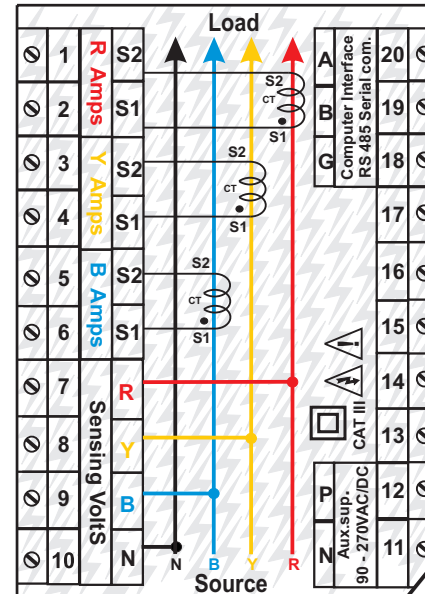 Load
1 R Amps S2
2 S1
3 Y Amps S2
4 S1
5 B Amps S2
6 S1
7 Sensing VoltS R
8 Y
9 B
10 N
S2
CT
S1
S2
CT
S1
S2
CT
S1
N B Y R
Source
A Computer Interface 20
B RS 485 Serial com. 19
G 18
17
16
15
14
CAT III
13
P Aux.sup. 12
N 90 - 270VAC/DC 11